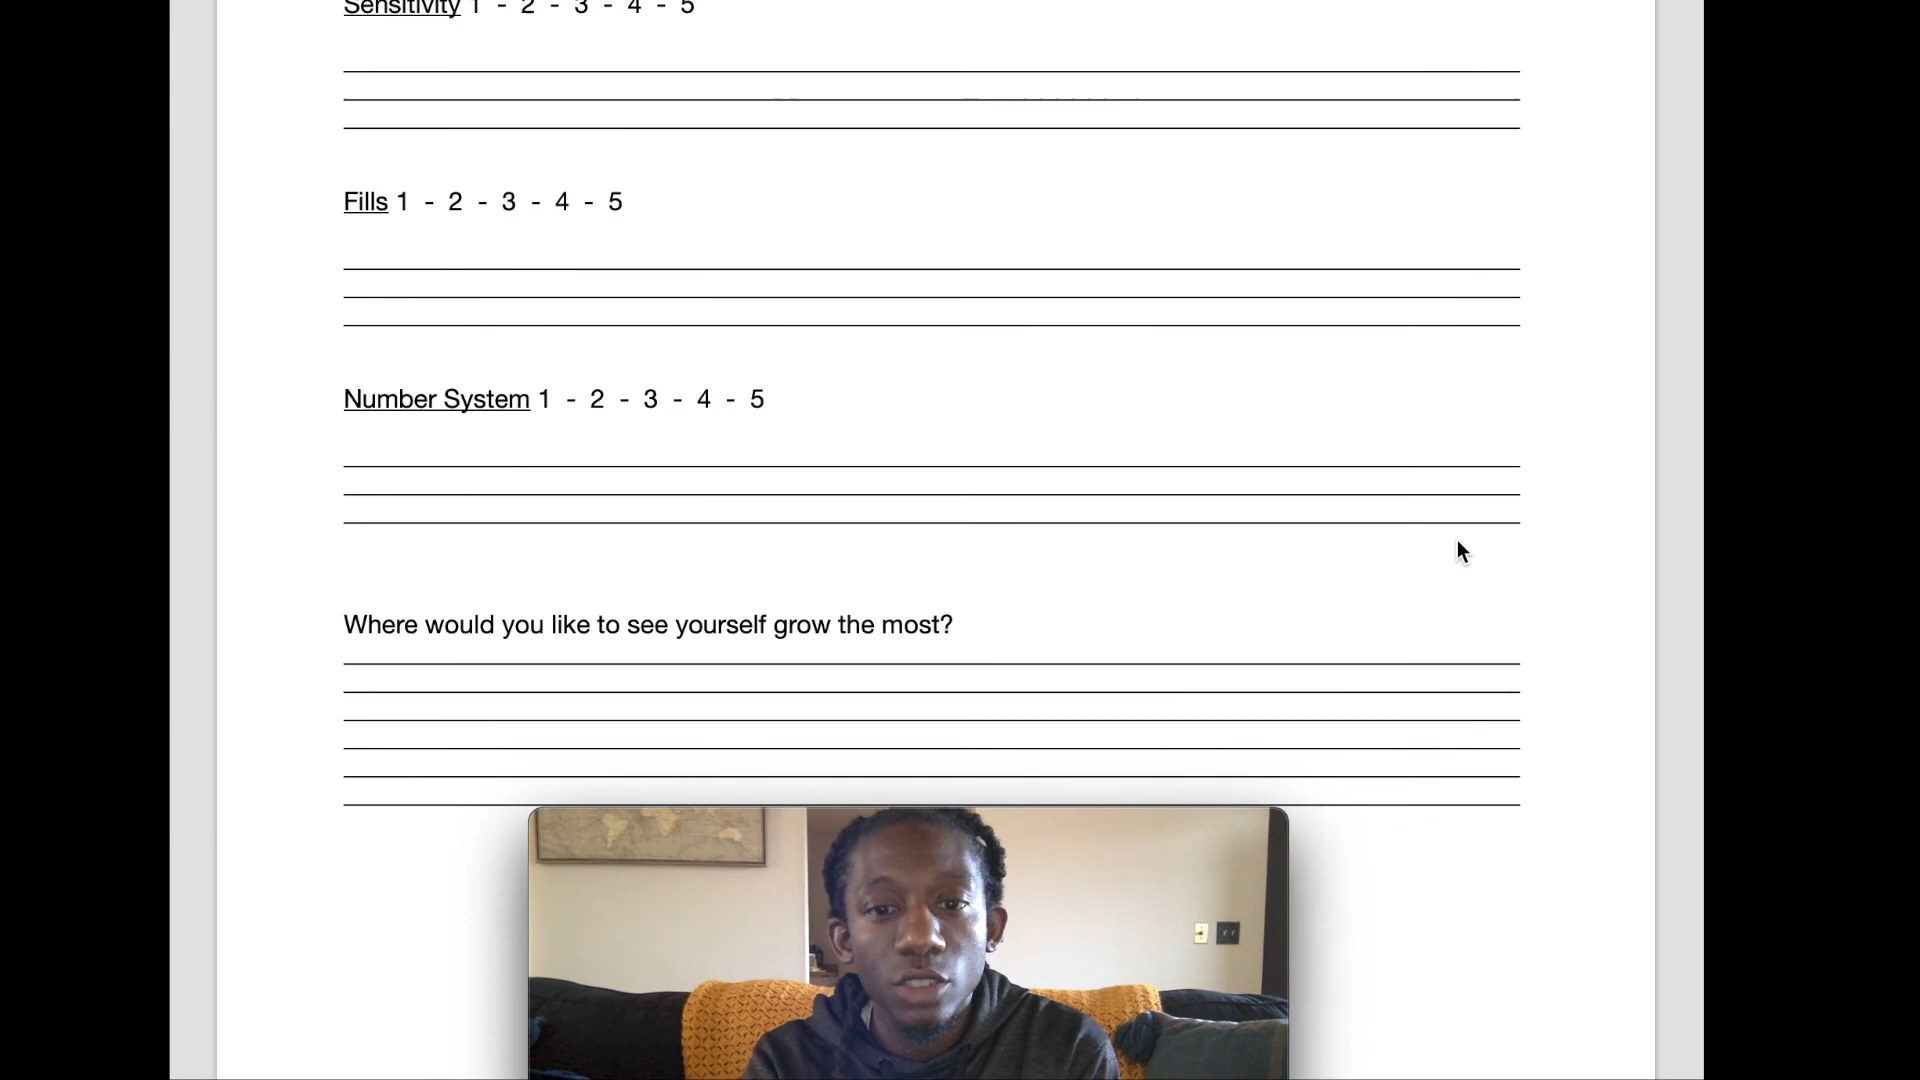 Sensitivity 1 - 2 - 3 - 4 - 5
Fills 1 - 2 - 3 - 4 - 5
Number System 1 - 2 - 3 - 4 - 5
Where would you like to see yourself grow the most?